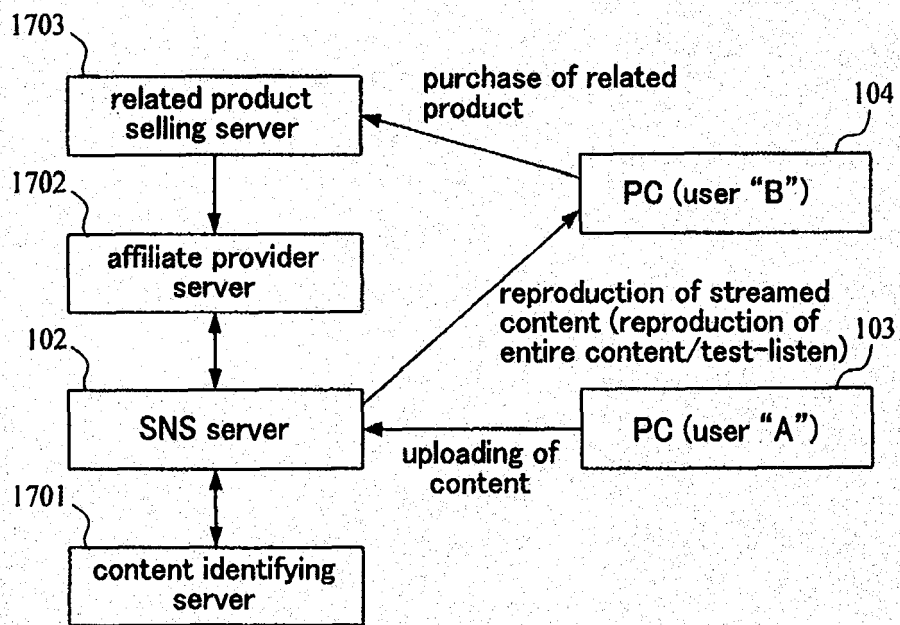 1703
related product
selling server
purchase of related
product
104
PC (user “B”)
1702
affiliate provider
server
reproduction of streamed
content (reproduction of
entire content/test-listen)
102
103
SNS server
PC (user “A”)
uploading of
content
1701
content identifying
server